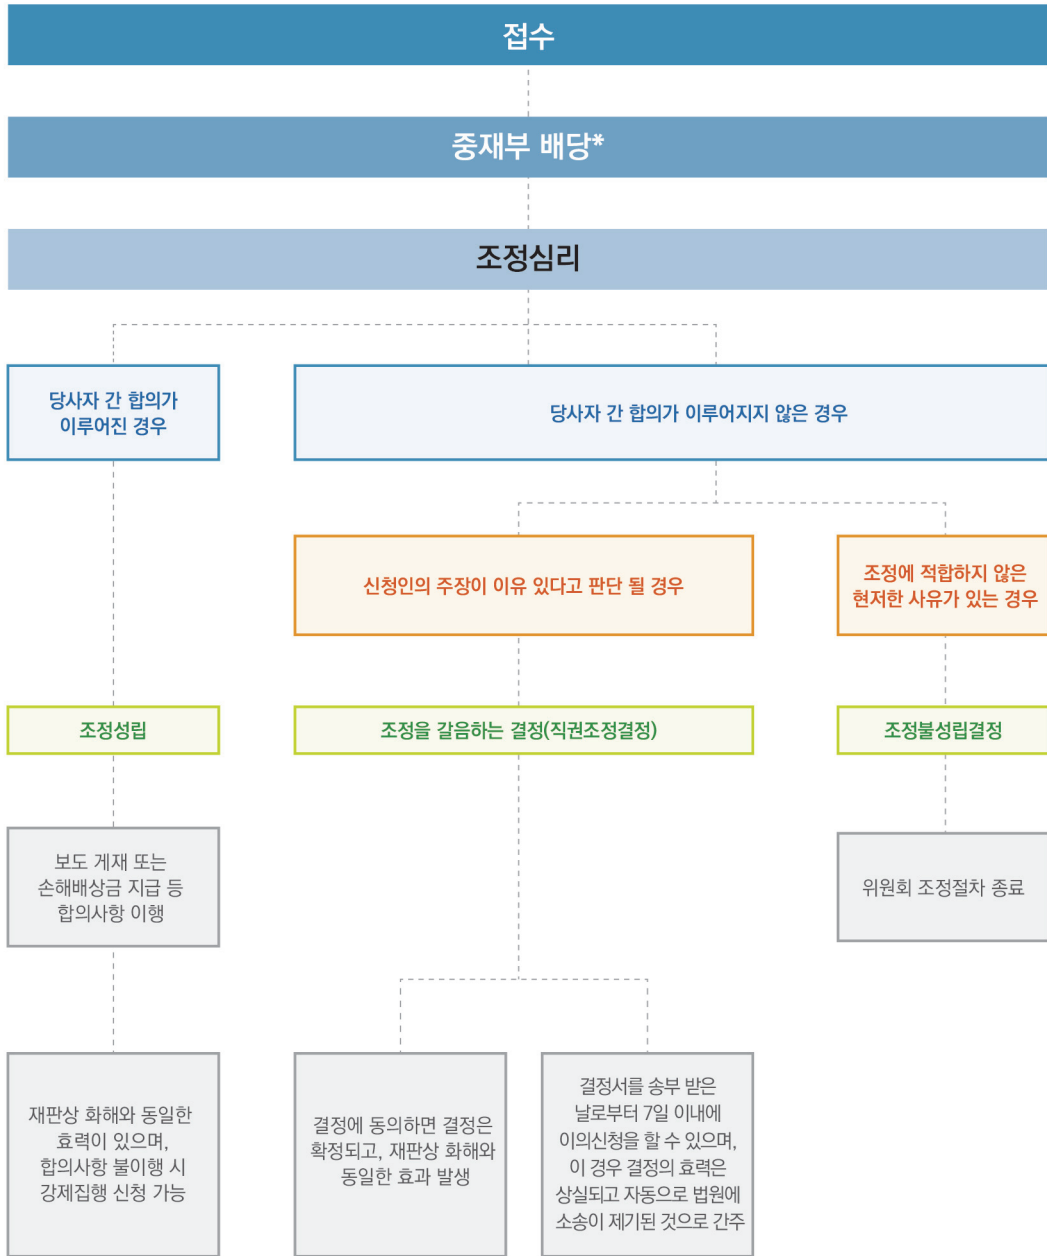 접수
중재부 배당*
조정심리
당사자 간 합의가
이루어진 경우
당사자 간 합의가 이루어지지 않은 경우
신청인의 주장이 이유 있다고 판단 될 경우
조정에 적합하지 않은
현저한 사유가 있는 경우
조정성립
조정을 갈음하는 결정(직권조정결정)
조정불성립결정
보도 게재 또는
손해배상금 지급 등
합의사항 이행
위원회 조정절차 종료
재판상 화해와 동일한
효력이 있으며,
합의사항 불이행 시
강제집행 신청 가능
결정에 동의하면 결정은
확정되고, 재판상 화해와
동일한 효과 발생
결정서를 송부 받은
날로부터 7일 이내에
이의신청을 할 수 있으며,
이 경우 결정의 효력은
상실되고 자동으로 법원에
소송이 제기된 것으로 간주